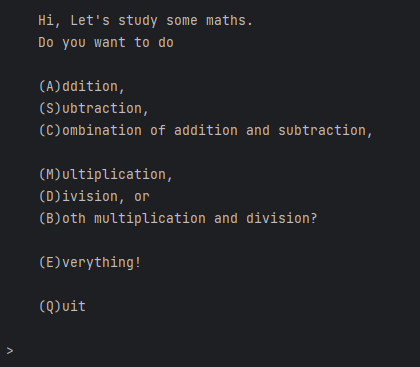 Hi, Let's study some maths.
Do you want to do
(A)ddition,
(S)ubtraction,
(C)ombination of addition and subtraction,
(M)ultiplication,
(D)ivision, or
(B)oth multiplication and division?
(E)verything!
(Q)uit
>